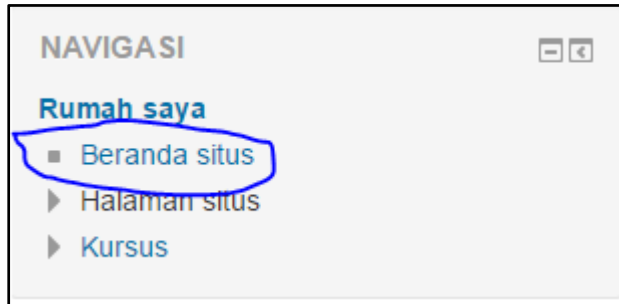 NAVIGASI
Rumah saya
Beranda situs
Halaman situs
Kursus